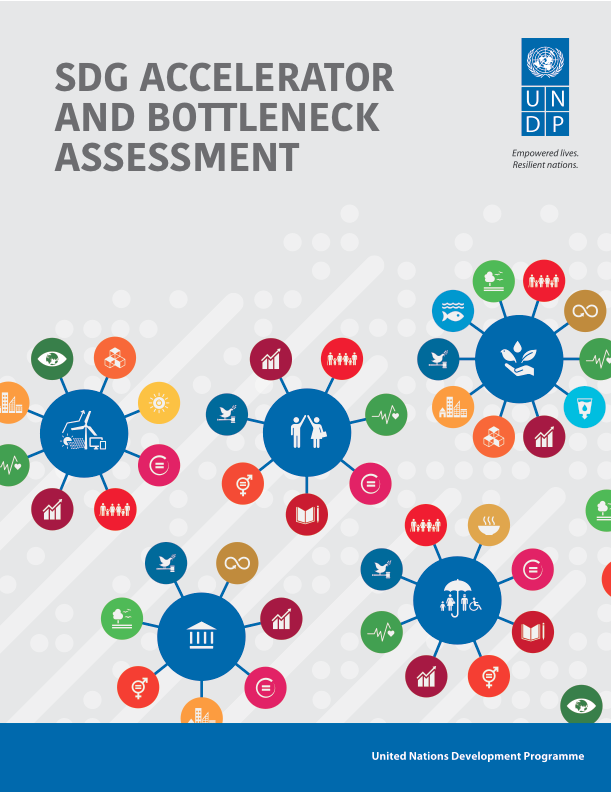 SDG ACCELERATOR
AND BOTTLENECK
ASSESSMENT
U N
D P
Empowered lives.
Resilient nations.
United Nations Development Programme